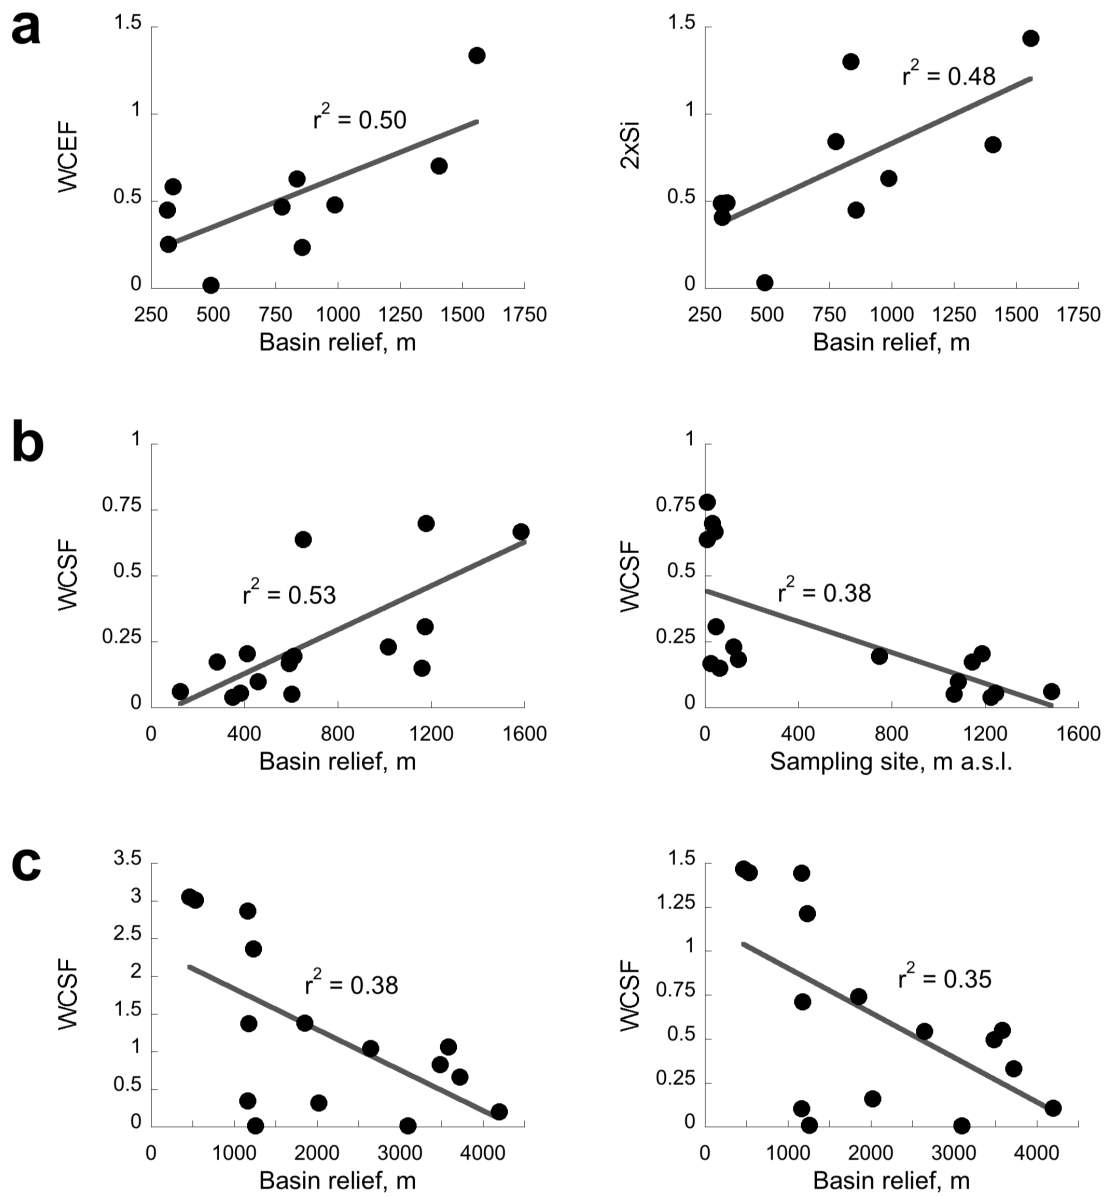 a
1.5
1
0.5
0
WCEF
r² = 0.50
250 500 750 1000 1250 1500 1750
Basin relief, m
1.5
1
0.5
0
2xSi
r² = 0.48
250 500 750 1000 1250 1500 1750
Basin relief, m
b
1
0.75
0.5
0.25
0
WCSF
r² = 0.53
0 400 800 1200 1600
Basin relief, m
1
0.75
0.5
0.25
0
WCSF
r² = 0.38
0 400 800 1200 1600
Sampling site, m a.s.l.
c
3.5
3
2.5
2
1.5
1
0.5
0
WCSF
r² = 0.38
0 1000 2000 3000 4000
Basin relief, m
1.5
1.25
1
0.75
0.5
0.25
0
WCSF
r² = 0.35
0 1000 2000 3000 4000
Basin relief, m